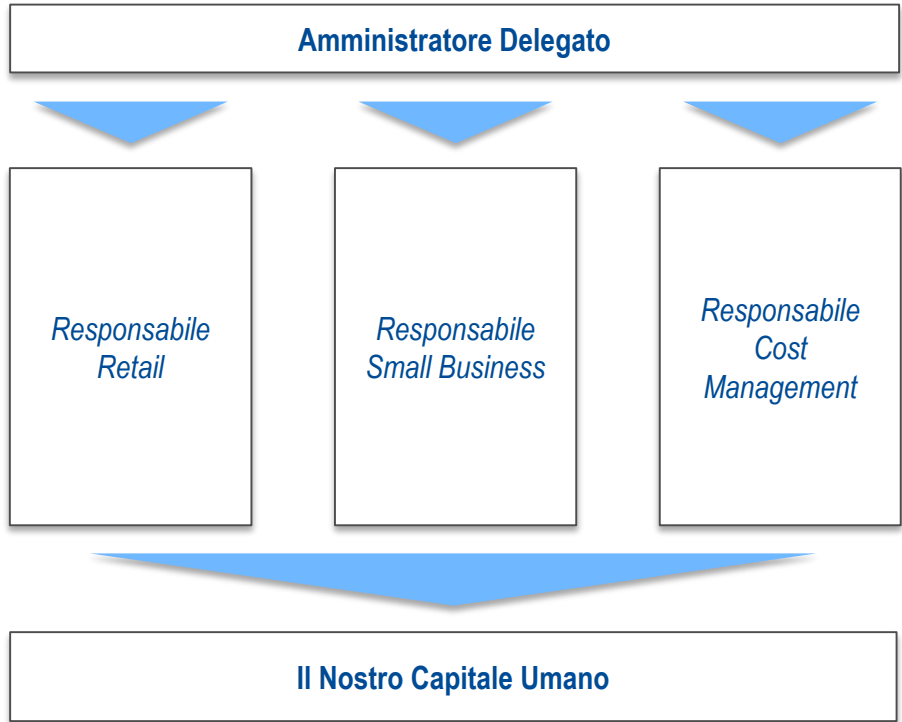 Amministratore Delegato
Responsabile
Retail
Responsabile
Small Business
Responsabile
Cost
Management
Il Nostro Capitale Umano